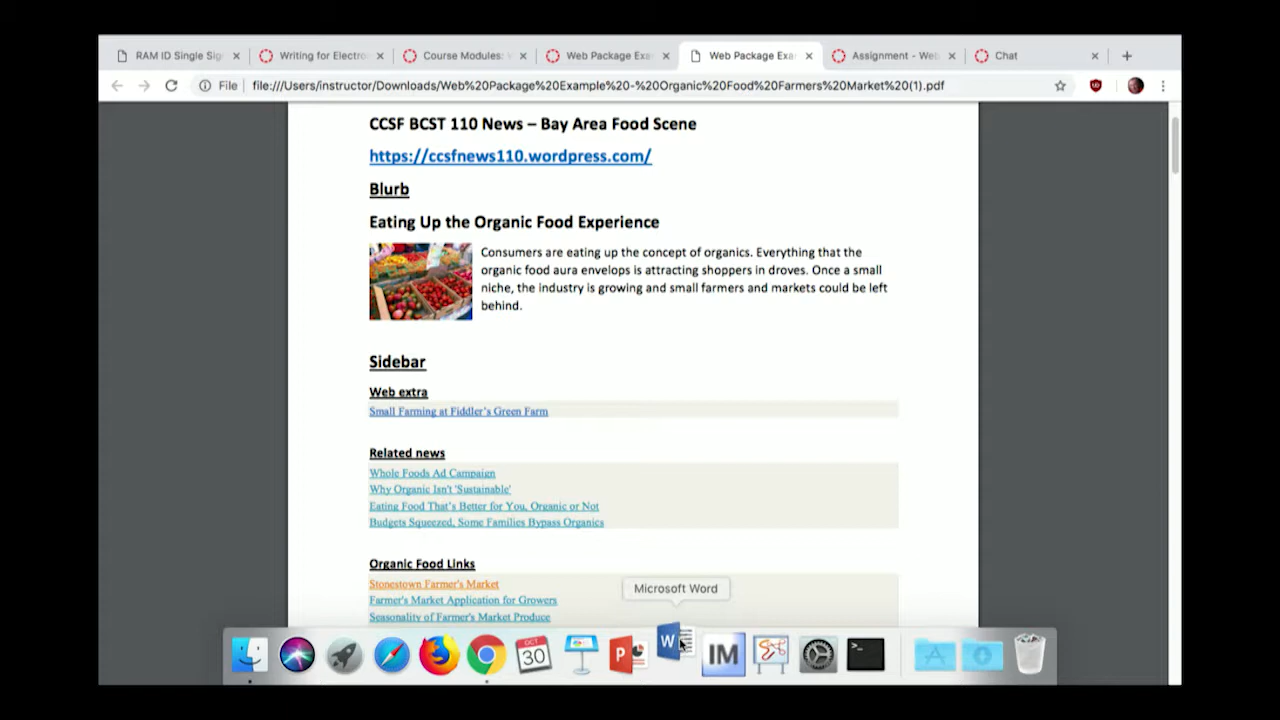 RAM ID Single Sig
Writing for Electron
Course Modules:
Web Package Exa
Web Package Exa
Assignment - Web
Chat
File
file:///Users/instructor/Downloads/Web%20Package%20Example%20-%20Organic%20Food%20Farmers%20Market%20(1).pdf
CCSF BCST 110 News – Bay Area Food Scene
https://ccsfnews110.wordpress.com/
Blurb
Eating Up the Organic Food Experience
Consumers are eating up the concept of organics. Everything that the
organic food aura envelops is attracting shoppers in droves. Once a small
niche, the industry is growing and small farmers and markets could be left
behind.
Sidebar
Web extra
Small Farming at Fiddler's Green Farm
Related news
Whole Foods Ad Campaign
Why Organic Isn't 'Sustainable'
Eating Food That's Better for You, Organic or Not
Budgets Squeezed, Some Families Bypass Organics
Organic Food Links
Stonestown Farmer's Market
Farmer's Market Application for Growers
Seasonality of Farmer's Market Produce
Microsoft Word
OCT
30
P
W
IM
>_